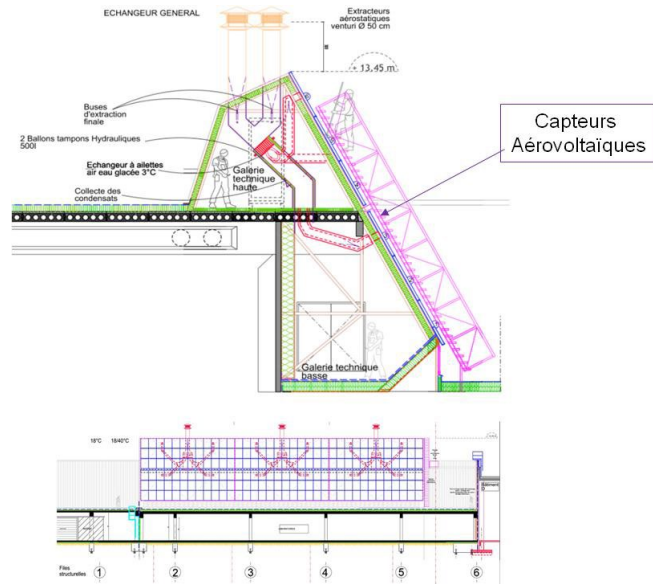 ECHANGEUR GENERAL
Extracteurs
aérostatiques
venturi Ø 50 cm
+ 13,45 m
Buses
d'extraction
finale
2 Ballons tampons Hydrauliques
500l
Echangeur à ailettes
air eau glacée 3°C
Collecte des
condensats
Galerie
technique
haute
Capteurs
Aérovoltaïques
Galerie technique
basse
18°C
18/40°C
Files
structurelles
1 2 3 4 5 6